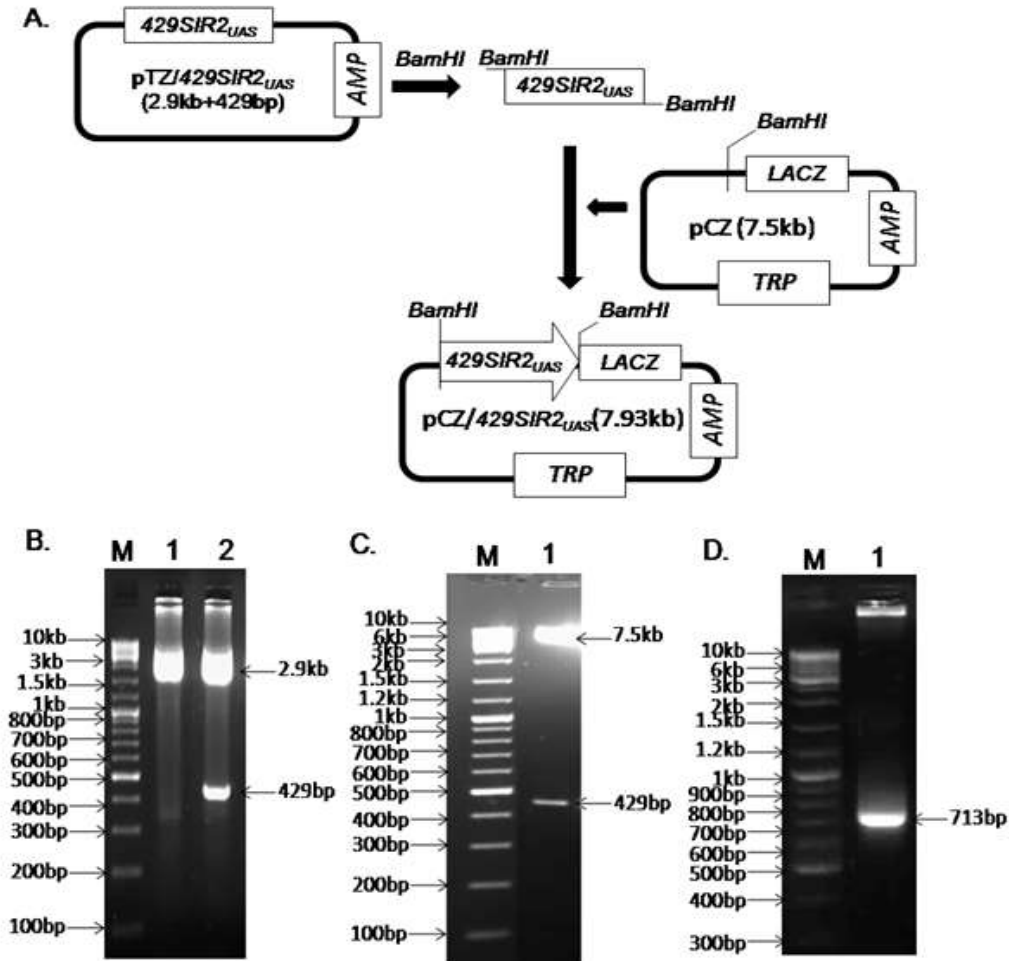 A.
429SIR2UAS
pTZ/429SIR2UAS
(2.9kb+429bp)
AMP
BamHI
BamHI
429SIR2UAS
BamHI
BamHI
LACZ
pCZ (7.5kb)
AMP
TRP
BamHI
BamHI
429SIR2UAS
LACZ
pCZ/429SIR2UAS(7.93kb)
AMP
TRP
B.
M 1 2
10kb
3kb
1.5kb
1kb
800bp
700bp
600bp
500bp
400bp
300bp
200bp
100bp
2.9kb
429bp
C.
M 1
10kb
6kb
3kb
2kb
1.5kb
1.2kb
1kb
800bp
700bp
600bp
500bp
400bp
300bp
200bp
100bp
7.5kb
429bp
D.
M 1
10kb
6kb
3kb
2kb
1.5kb
1.2kb
1kb
900bp
800bp
700bp
600bp
500bp
400bp
300bp
713bp